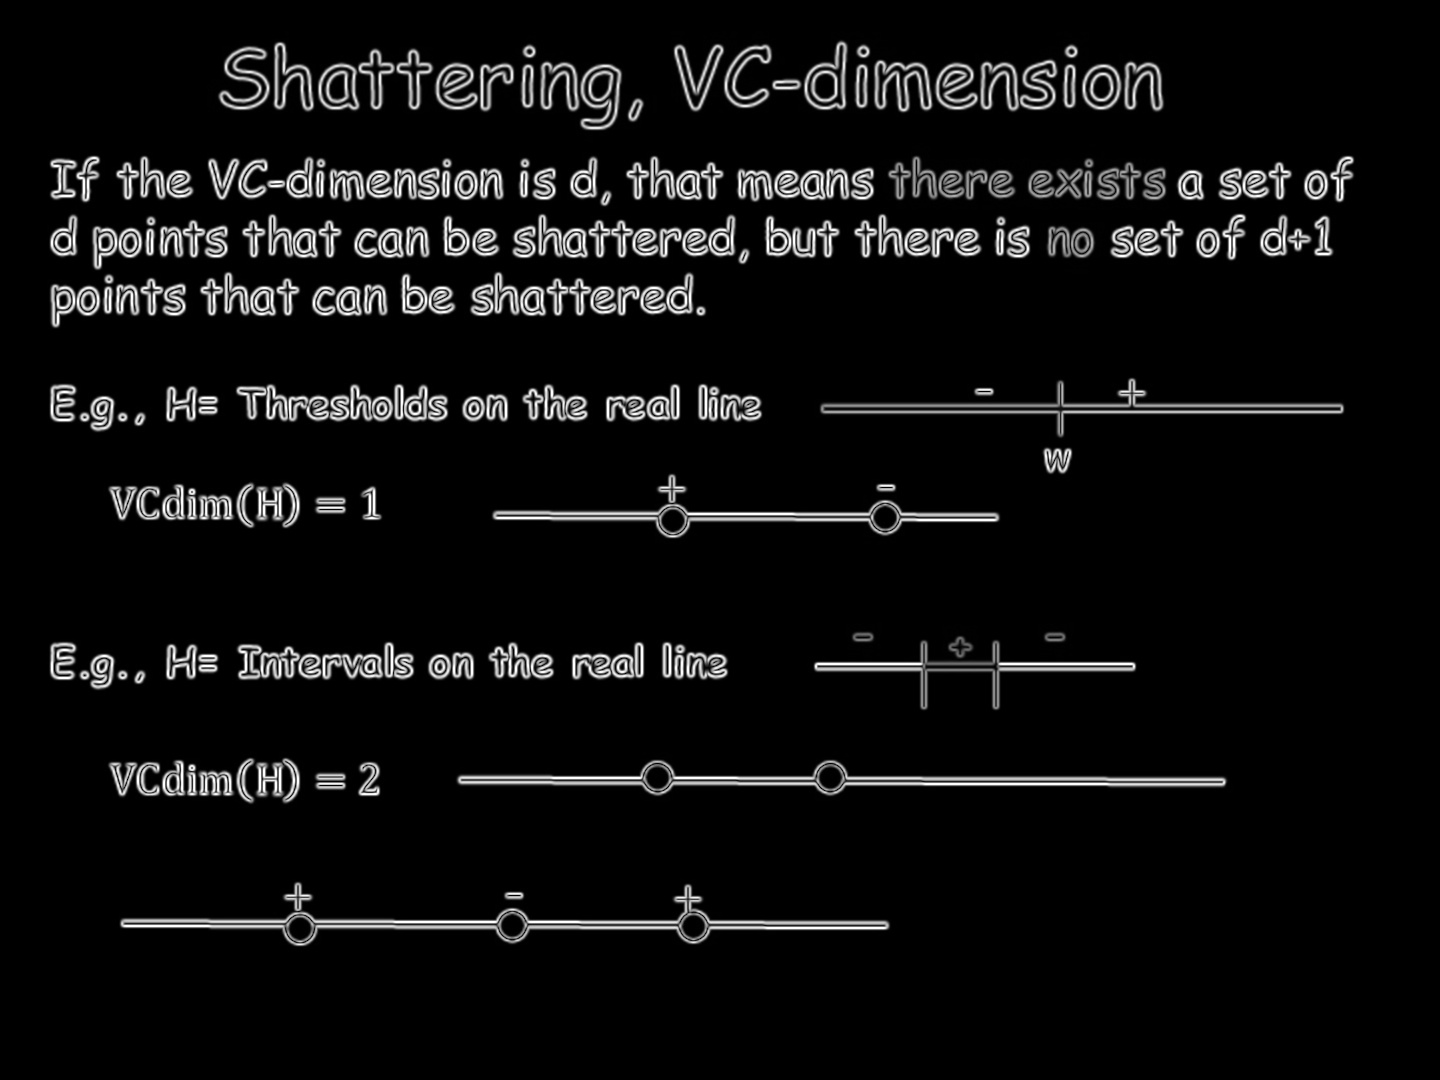 Shattering, VC-dimension
If the VC-dimension is d, that means there exists a set of
d points that can be shattered, but there is no set of d+1
points that can be shattered.
E.g., H= Thresholds on the real line
- +
w
VCdim(H) = 1
+ -
E.g., H= Intervals on the real line
- + -
VCdim(H) = 2
+ - +